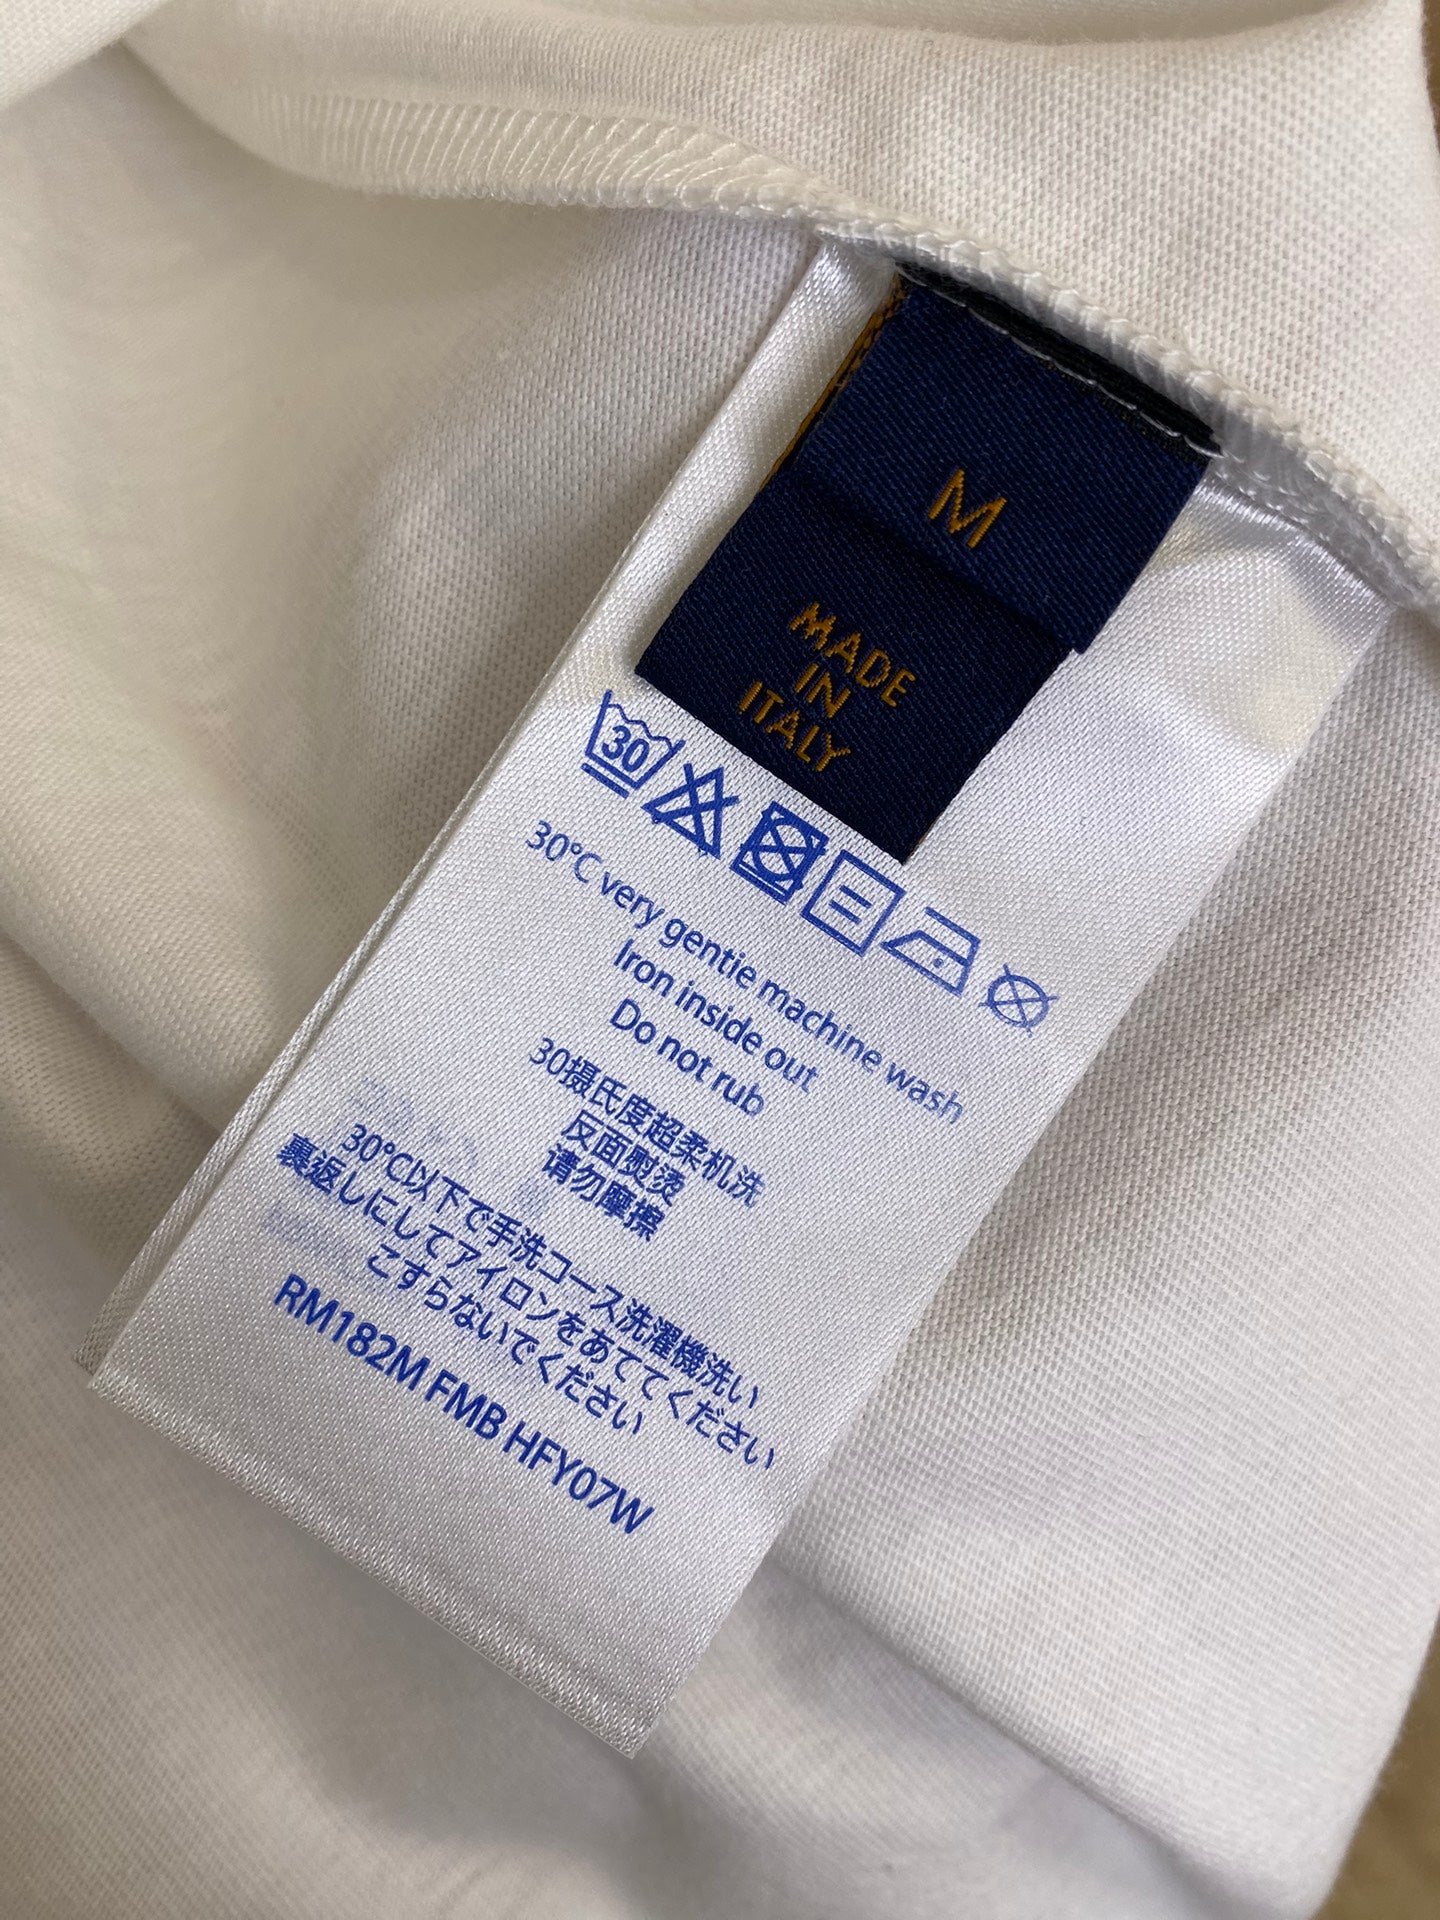 M
MADE
IN
ITALY
30
30°C very gentie machine wash
Iron inside out
Do not rub
30摄氏度超柔机洗
反面熨烫
请勿摩擦
30℃以下で手洗コース洗濯機洗い
裏返しにしてアイロンをあててください
こすらないでください
RM182M FMB HFY07W